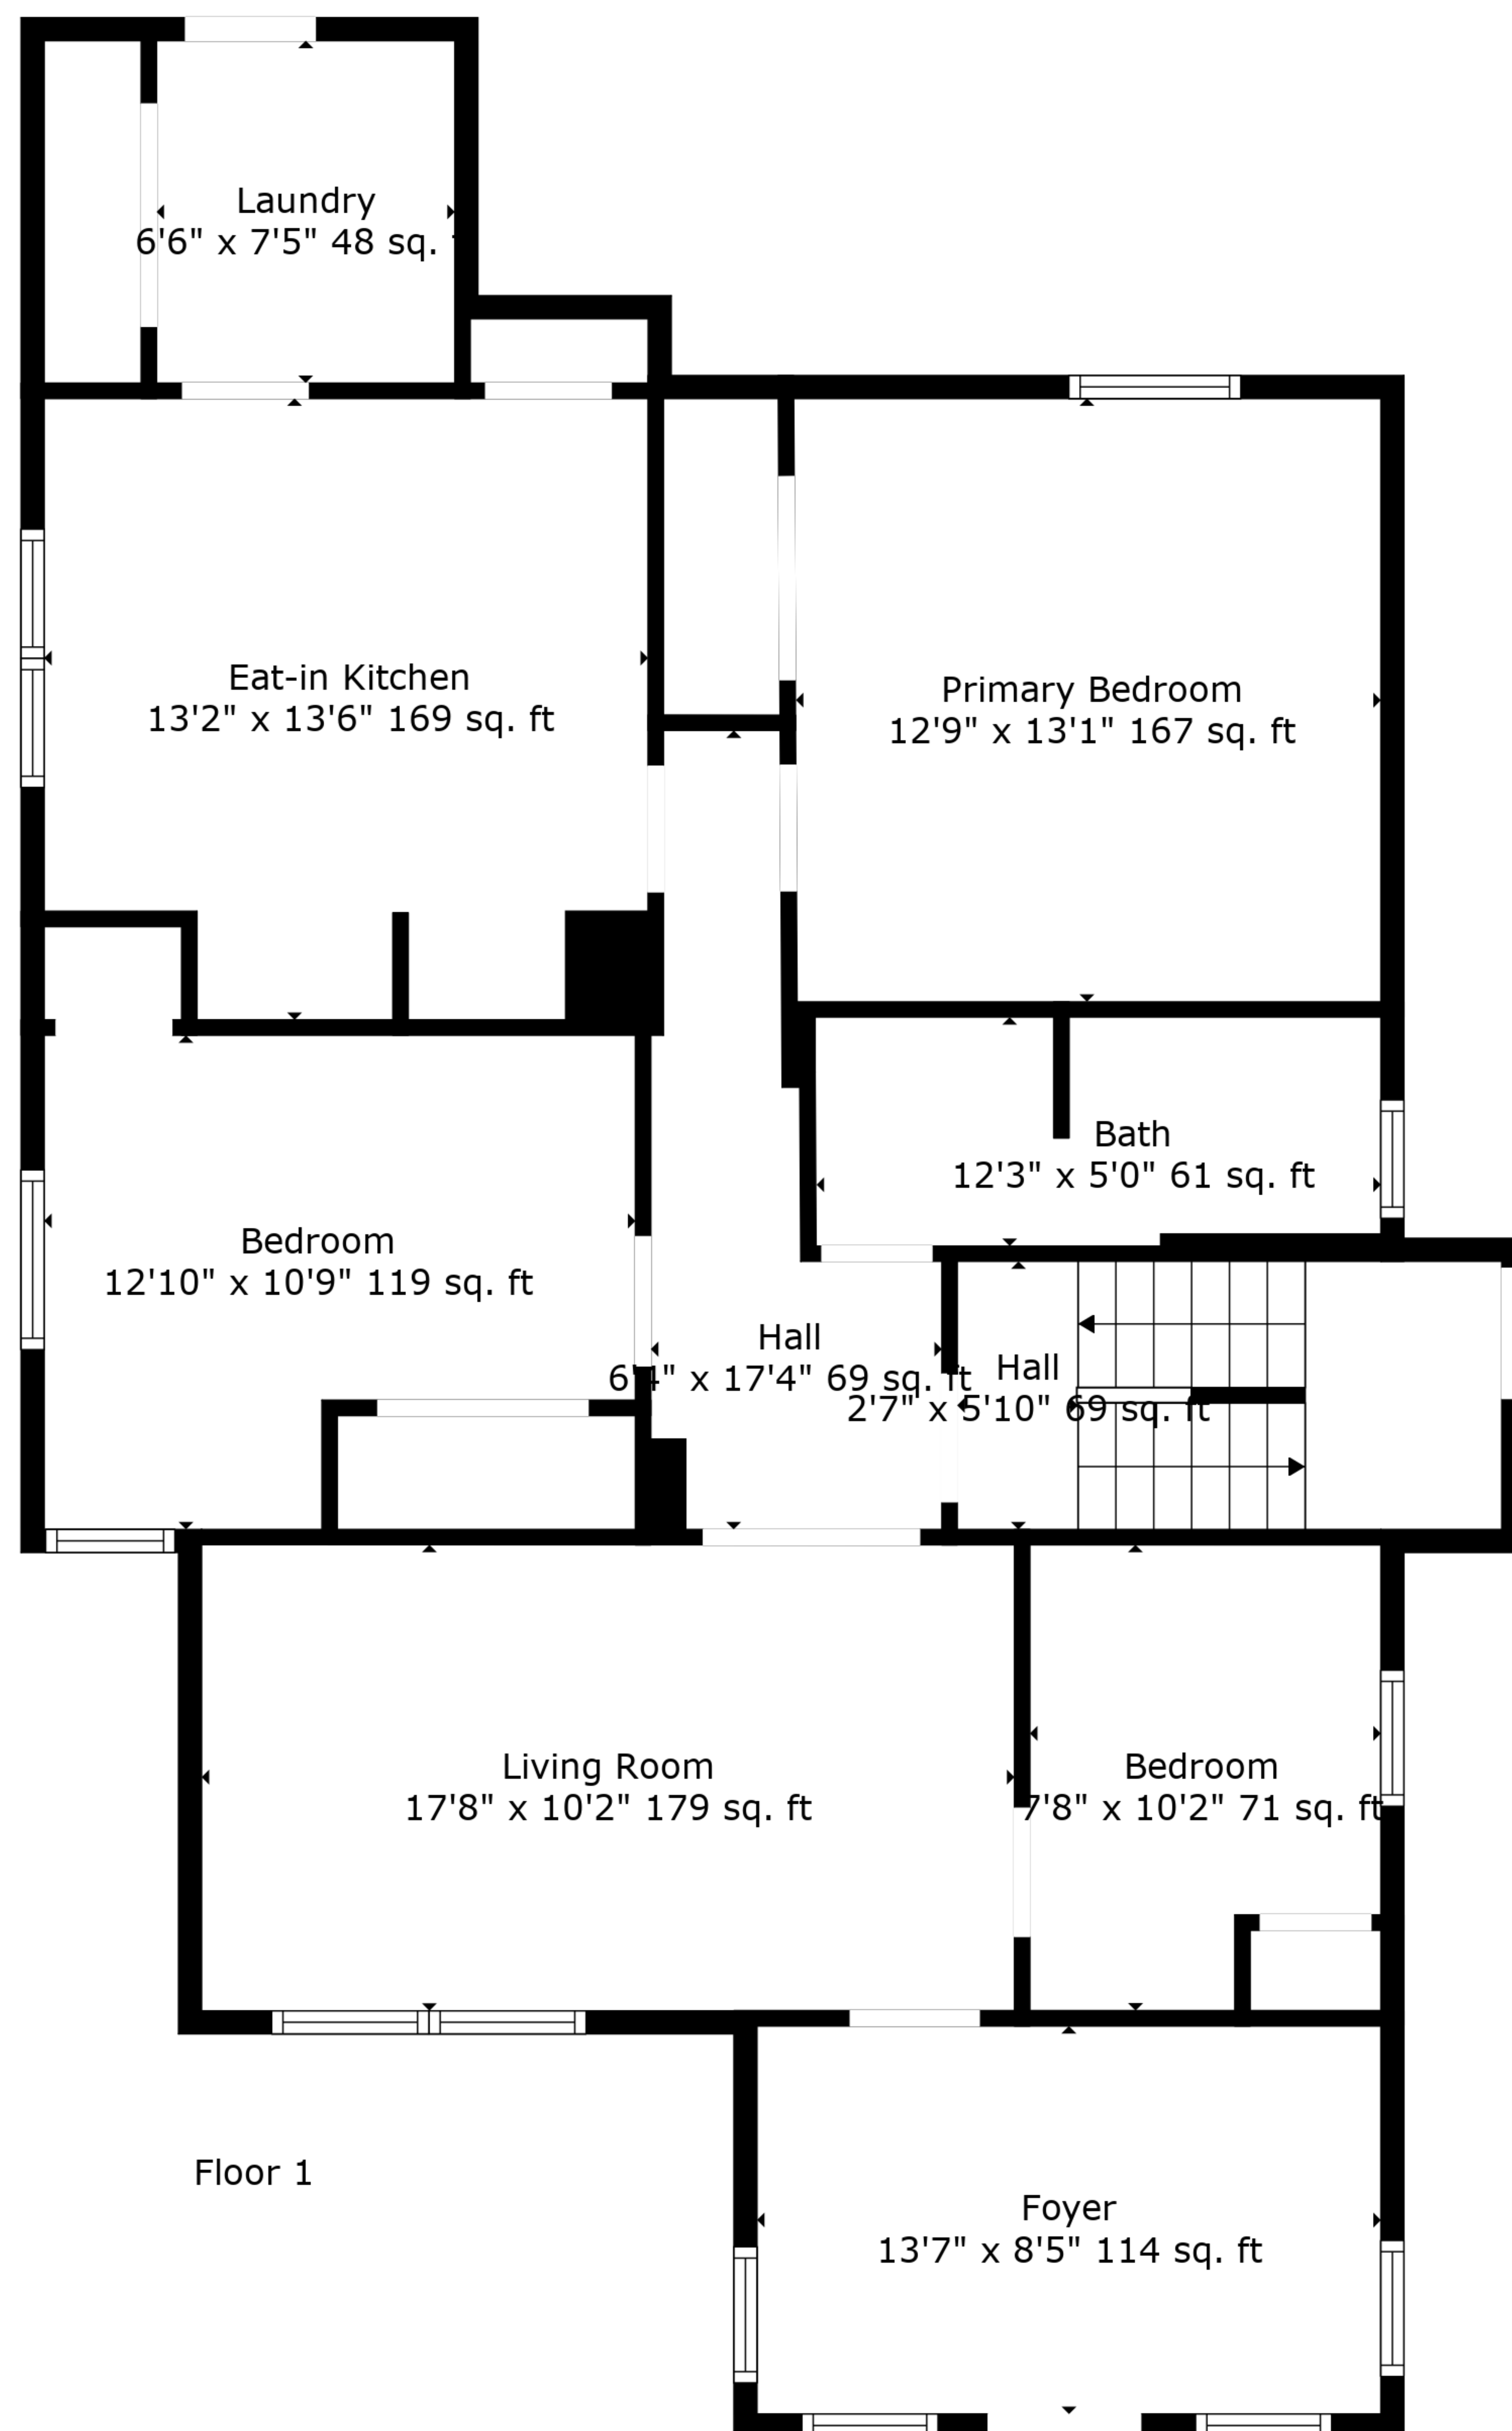 Laundry
6'6" x 7'5" 48 sq.
Eat-in Kitchen
13'2" x 13'6" 169 sq. ft
Primary Bedroom
12'9" x 13'1" 167 sq. ft
Bath
12'3" x 5'0" 61 sq. ft
Bedroom
12'10" x 10'9" 119 sq. ft
Hall
6'4" x 17'4" 69 sq. ft
Hall
2'7" x 5'10" 69 sq. ft
Living Room
17'8" x 10'2" 179 sq. ft
Bedroom
7'8" x 10'2" 71 sq. ft
Floor 1
Foyer
13'7" x 8'5" 114 sq. ft